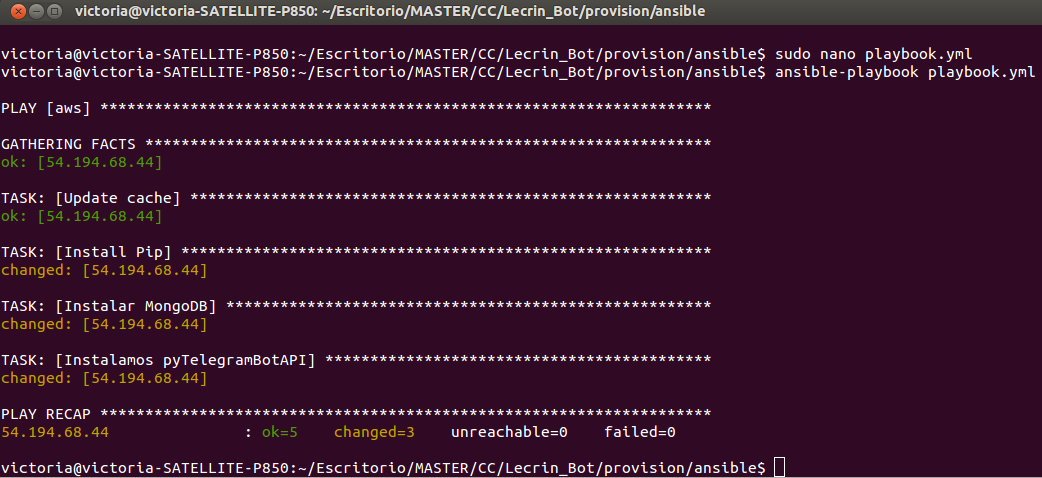 victoria@victoria-SATELLITE-P850: ~/Escritorio/MASTER/CC/Lecrin_Bot/provision/ansible
victoria@victoria-SATELLITE-P850:~/Escritorio/MASTER/CC/Lecrin_Bot/provision/ansible$ sudo nano playbook.yml
victoria@victoria-SATELLITE-P850:~/Escritorio/MASTER/CC/Lecrin_Bot/provision/ansible$ ansible-playbook playbook.yml
PLAY [aws] ********************************************************************
GATHERING FACTS ***************************************************************
ok: [54.194.68.44]
TASK: [Update cache] **********************************************************
ok: [54.194.68.44]
TASK: [Install Pip] ***********************************************************
changed: [54.194.68.44]
TASK: [Instalar MongoDB] ******************************************************
changed: [54.194.68.44]
TASK: [Instalamos pyTelegramBotAPI] *******************************************
changed: [54.194.68.44]
PLAY RECAP ********************************************************************
54.194.68.44               : ok=5    changed=3    unreachable=0    failed=0
victoria@victoria-SATELLITE-P850:~/Escritorio/MASTER/CC/Lecrin_Bot/provision/ansible$